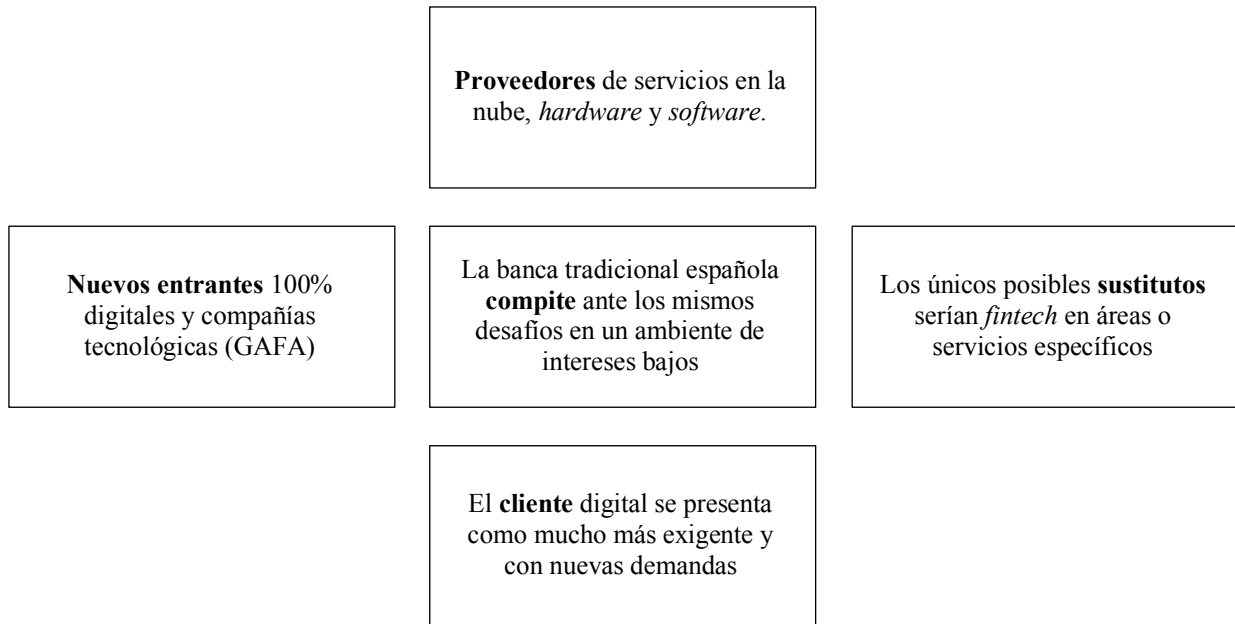 Proveedores de servicios en la
nube, hardware y software.
Nuevos entrantes 100%
digitales y compañías
tecnológicas (GAFA)
La banca tradicional española
compite ante los mismos
desafíos en un ambiente de
intereses bajos
Los únicos posibles sustitutos
serían fintech en áreas o
servicios específicos
El cliente digital se presenta
como mucho más exigente y
con nuevas demandas